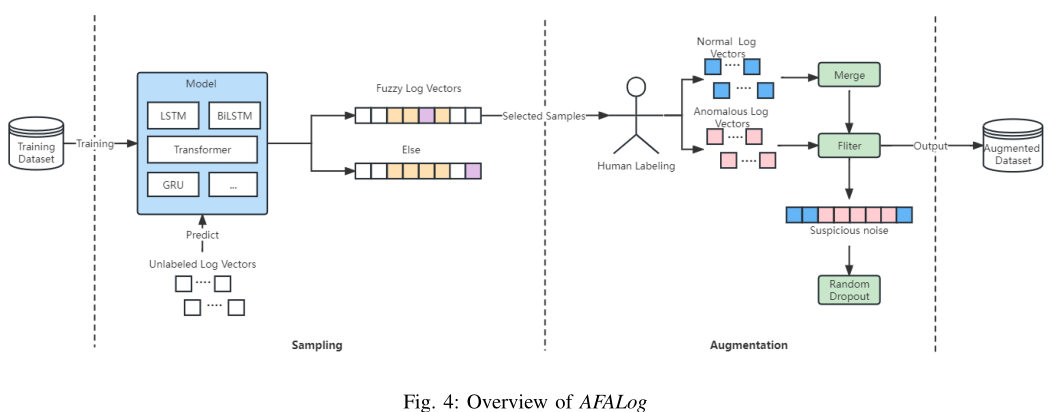 Training
Dataset
Training
Model
LSTM
BiLSTM
Transformer
GRU
...
Predict
Unlabeled Log Vectors
....
....
Fuzzy Log Vectors
Else
Sampling
Selected Samples
Human Labeling
Normal Log
Vectors
....
....
Anomalous Log
Vectors
....
....
Merge
Fliter
Suspicious noise
Random
Dropout
Augmentation
Output
Augmented
Dataset
Fig. 4: Overview of AFALog